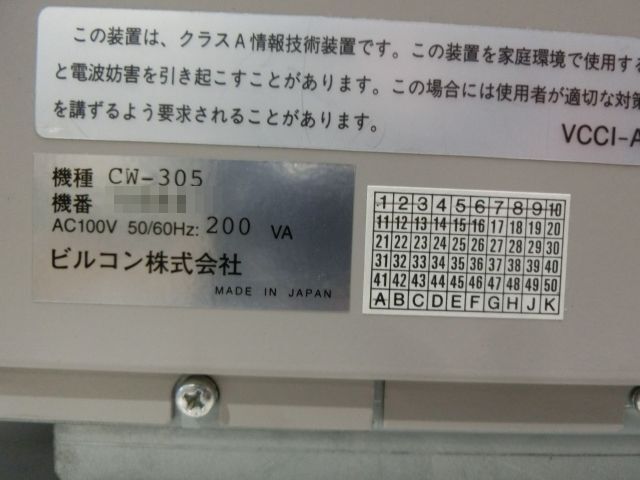 この装置は、クラスA情報技術装置です。この装置を家庭環境で使用する
と電波妨害を引き起こすことがあります。この場合には使用者が適切な対策
を講ずるよう要求されることがあります。
VCCI-A
機種 CW-305
機番
AC100V 50/60Hz: 200 VA
ビルコン株式会社
MADE IN JAPAN
1 2 3 4 5 6 7 8 9 10
11 12 13 14 15 16 17 18 19 20
21 22 23 24 25 26 27 28 29 30
31 32 33 34 35 36 37 38 39 40
41 42 43 44 45 46 47 48 49 50
A B C D E F G H J K